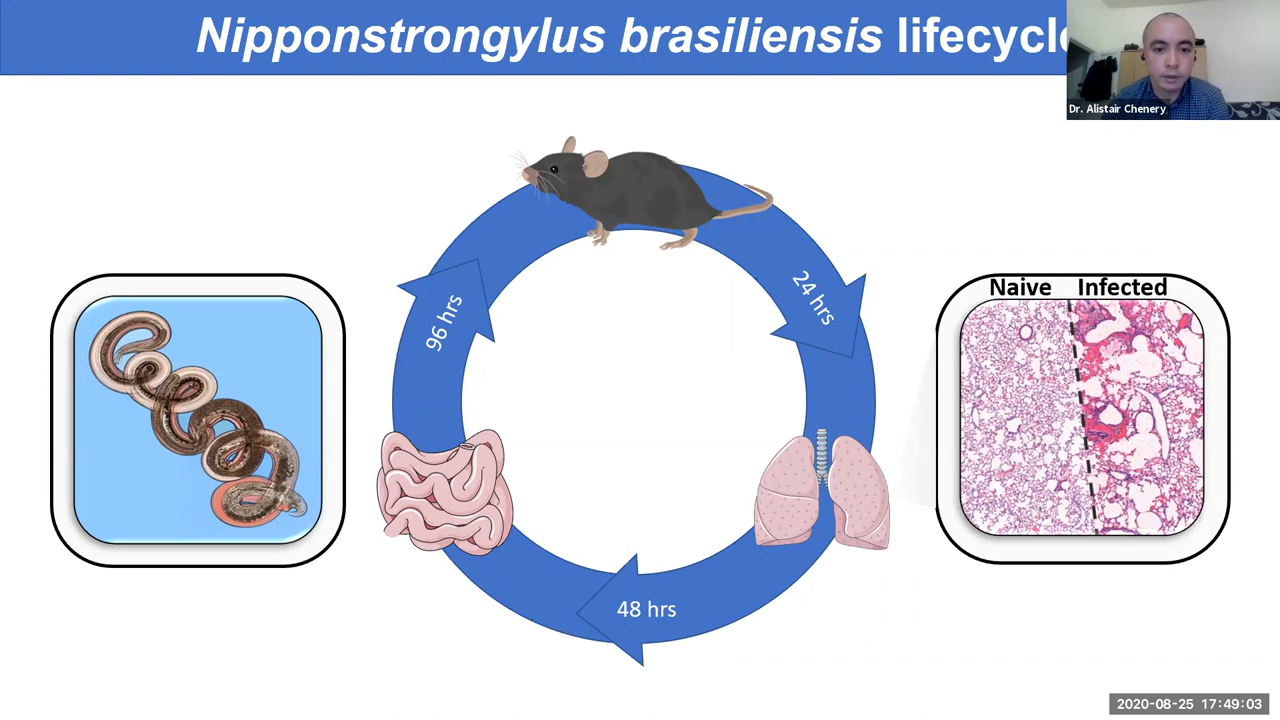 Nipponstrongylus brasiliensis lifecycle
Dr. Alistair Chenery
24 hrs
96 hrs
Naive Infected
48 hrs
2020-08-25 17:49:03